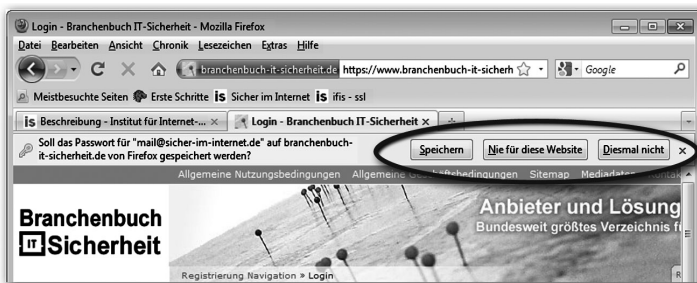 Login - Branchenbuch IT-Sicherheit - Mozilla Firefox
Datei Bearbeiten Ansicht Chronik Lesezeichen Extras Hilfe
branchenbuch-it-sicherheit.de https://www.branchenbuch-it-sicherh Google
Meistbesuchte Seiten Erste Schritte is Sicher im Internet is ifis - ssl
is Beschreibung - Institut für Internet-... × Login - Branchenbuch IT-Sicherheit ×
Soll das Passwort für "mail@sicher-im-internet.de" auf branchenbuch-
it-sicherheit.de von Firefox gespeichert werden?
Speichern Nie für diese Website Diesmal nicht ×
Allgemeine Nutzungsbedingungen Allgemeine Geschäftsbedingungen Sitemap Mediadaten Kontak
Branchenbuch
IT Sicherheit
Anbieter und Lösung
Bundesweit größtes Verzeichnis f
Registrierung Navigation » Login
R